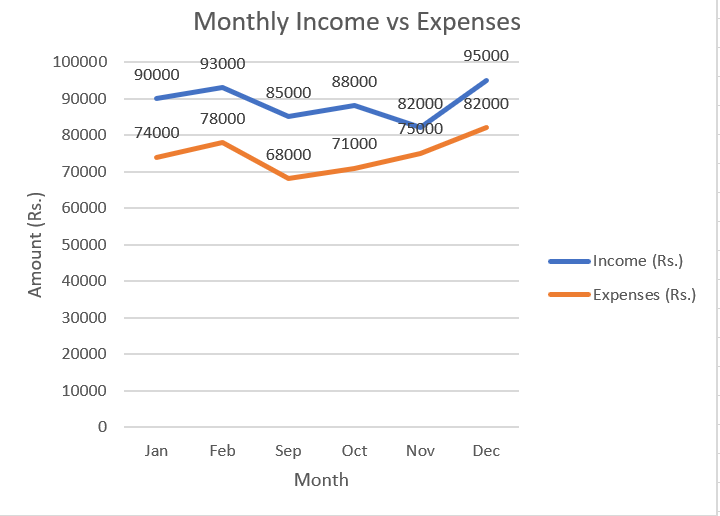 Monthly Income vs Expenses
100000
90000
80000
70000
60000
50000
40000
30000
20000
10000
0
Amount (Rs.)
90000
93000
85000
88000
82000
95000
74000
78000
68000
71000
75000
82000
Jan
Feb
Sep
Oct
Nov
Dec
Month
Income (Rs.)
Expenses (Rs.)